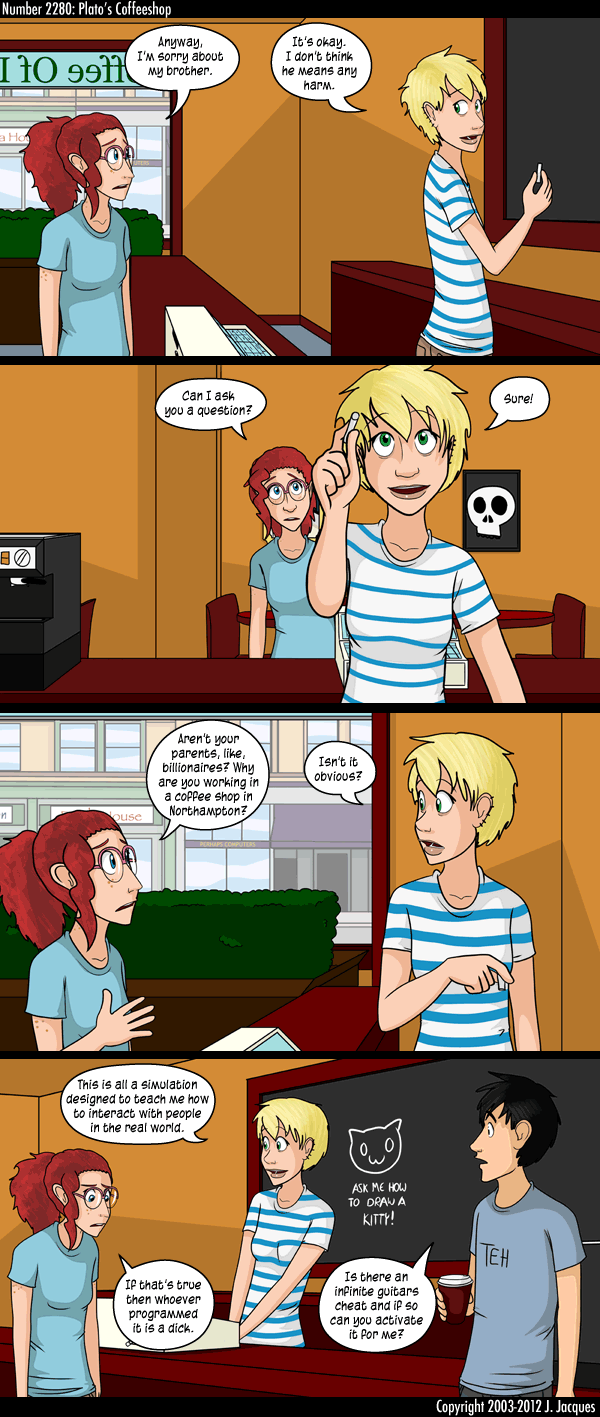 Number 2280: Plato's Coffeeshop
Anyway,
I'm sorry about
my brother.
It's okay.
I don't think
he means any
harm.
ffee Of D
a Ho
Can I ask
you a question?
Sure!
Aren't your
parents, like,
billionaires? Why
are you working in
a coffee shop in
Northampton?
Isn't it
obvious?
ouse
PERHAPS COMPUTERS
This is all a simulation
designed to teach me how
to interact with people
in the real world.
ASK ME HOW
TO DRAW A
KITTY!
TEH
If that's true
then whoever
programmed
it is a dick.
Is there an
infinite guitars
cheat and if so
can you activate
it for me?
Copyright 2003-2012 J. Jacques